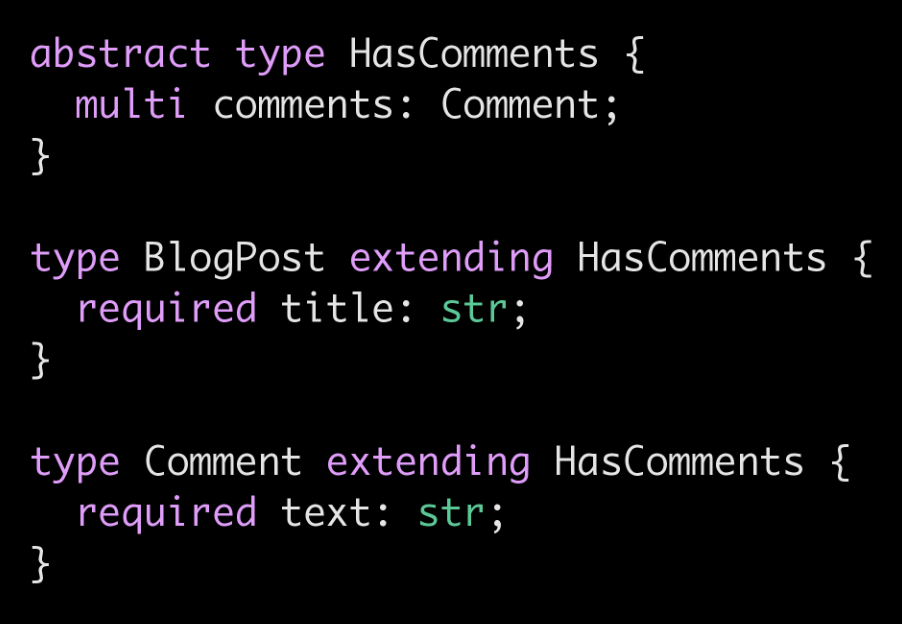 abstract type HasComments {
  multi comments: Comment;
}

type BlogPost extending HasComments {
  required title: str;
}

type Comment extending HasComments {
  required text: str;
}